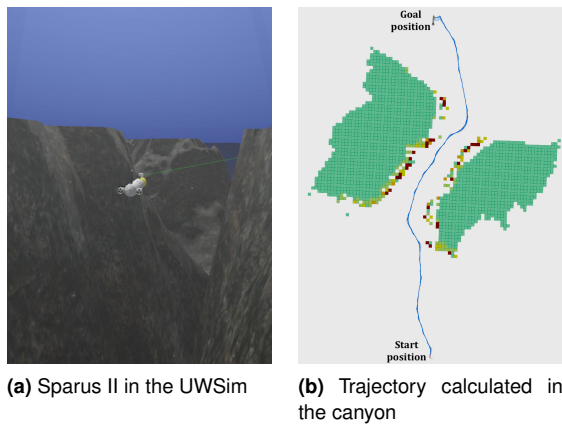 Goal
position
Start
position
(a) Sparus II in the UWSim
(b) Trajectory calculated in
the canyon